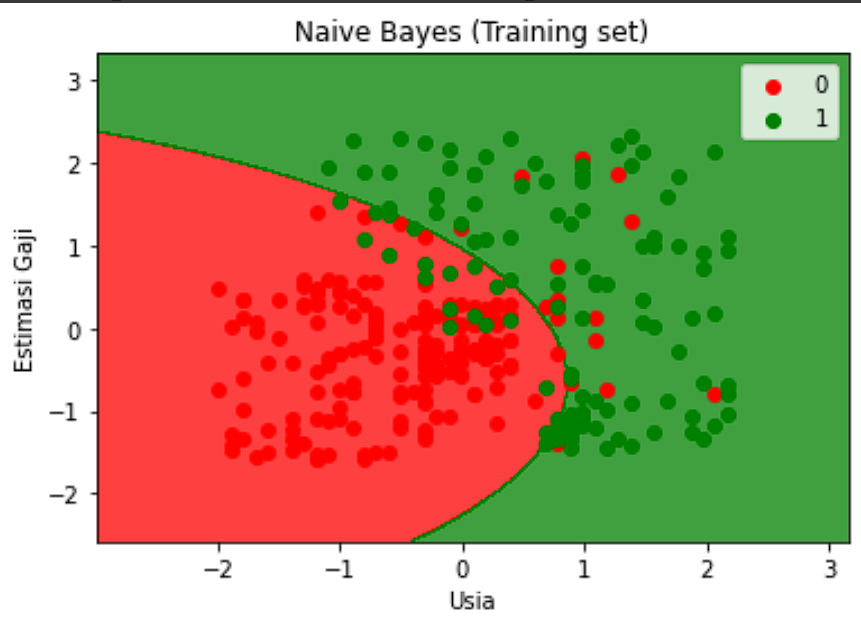 Naive Bayes (Training set)
0
1
3
2
1
0
−1
−2
Estimasi Gaji
−2 −1 0 1 2 3
Usia